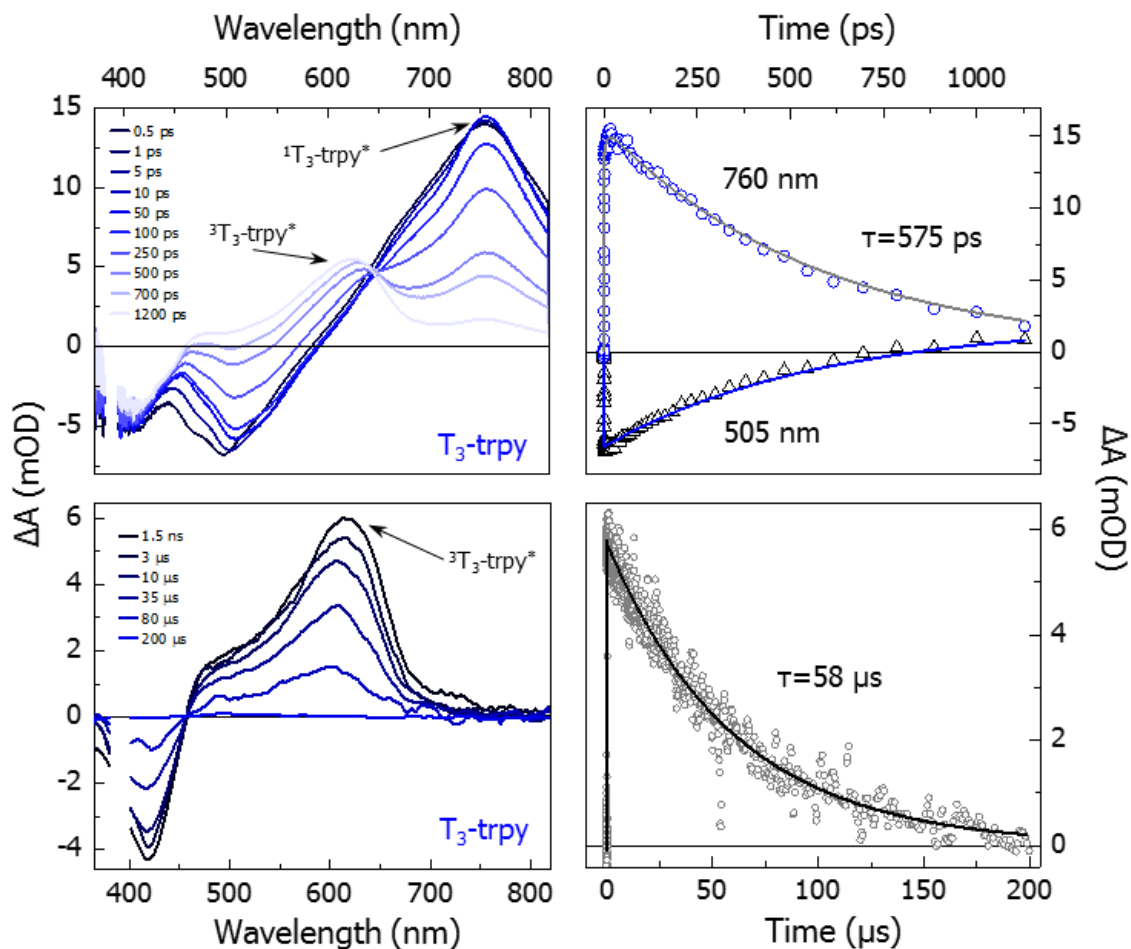 Wavelength (nm)
Time (ps)
400 500 600 700 800
0 250 500 750 1000
15
10
5
0
-5
0.5 ps
1 ps
5 ps
10 ps
50 ps
100 ps
250 ps
500 ps
700 ps
1200 ps
¹T₃-trpy*
³T₃-trpy*
T₃-trpy
760 nm
τ=575 ps
505 nm
15
10
5
0
-5
ΔA (mOD)
ΔA (mOD)
6
4
2
0
-2
-4
1.5 ns
3 µs
10 µs
35 µs
80 µs
200 µs
³T₃-trpy*
T₃-trpy
τ=58 µs
6
4
2
0
400 500 600 700 800
0 50 100 150 200
Wavelength (nm)
Time (µs)